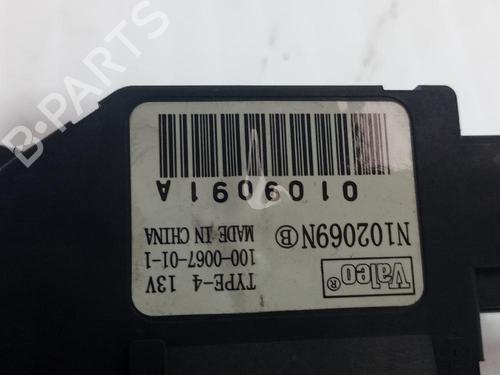 B-PARTS
Valeo®
TYPE-4 13V
100-0067-01-1
N102069N Ⓑ MADE IN CHINA
0109091A